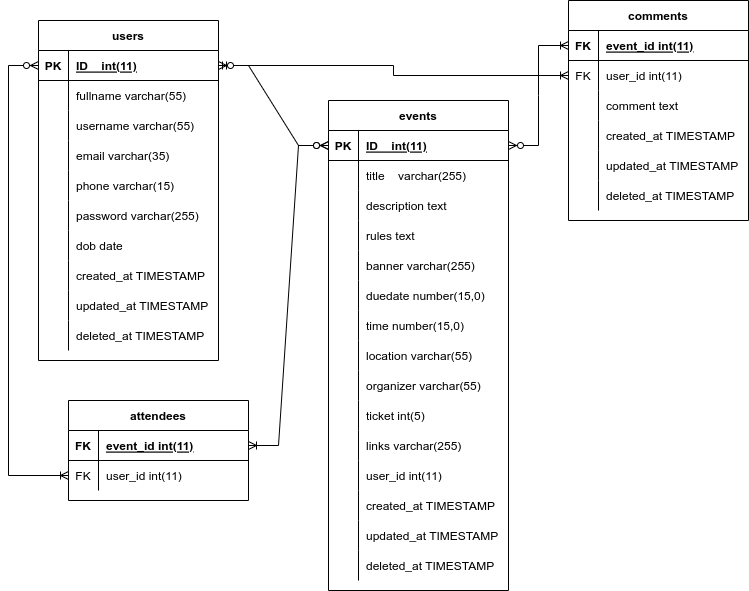 users
PK ID int(11)
fullname varchar(55)
username varchar(55)
email varchar(35)
phone varchar(15)
password varchar(255)
dob date
created_at TIMESTAMP
updated_at TIMESTAMP
deleted_at TIMESTAMP
attendees
FK event_id int(11)
FK user_id int(11)
events
PK ID int(11)
title varchar(255)
description text
rules text
banner varchar(255)
duedate number(15,0)
time number(15,0)
location varchar(55)
organizer varchar(55)
ticket int(5)
links varchar(255)
user_id int(11)
created_at TIMESTAMP
updated_at TIMESTAMP
deleted_at TIMESTAMP
comments
FK event_id int(11)
FK user_id int(11)
comment text
created_at TIMESTAMP
updated_at TIMESTAMP
deleted_at TIMESTAMP